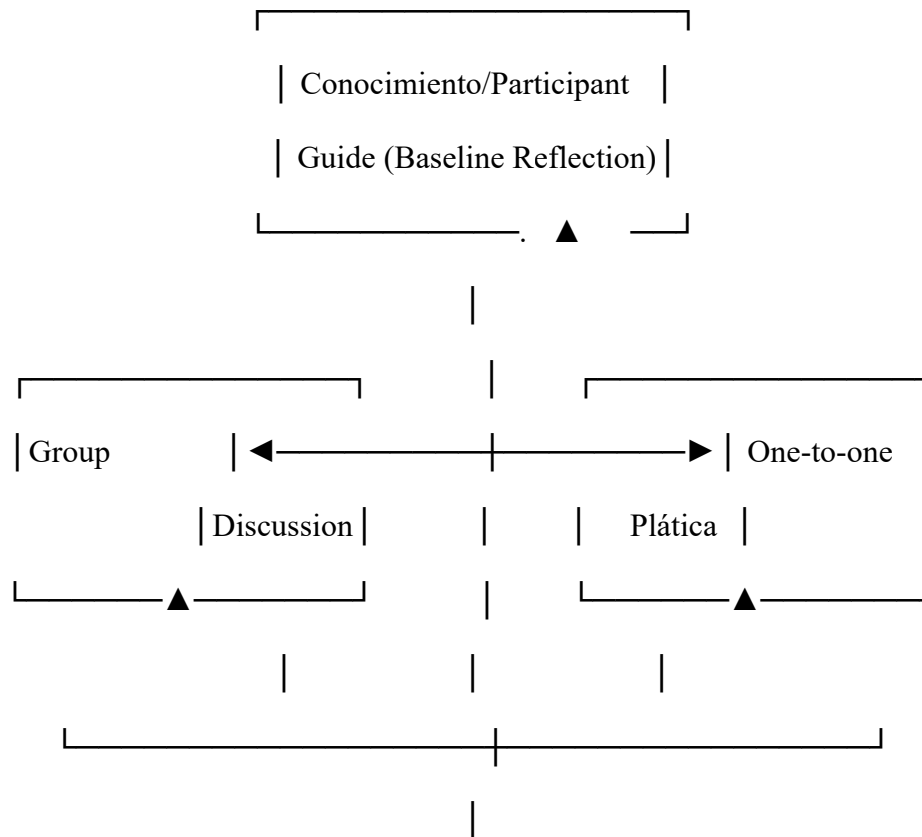 Conocimiento/Participant
Guide (Baseline Reflection)
Group
One-to-one
Discussion
Plática